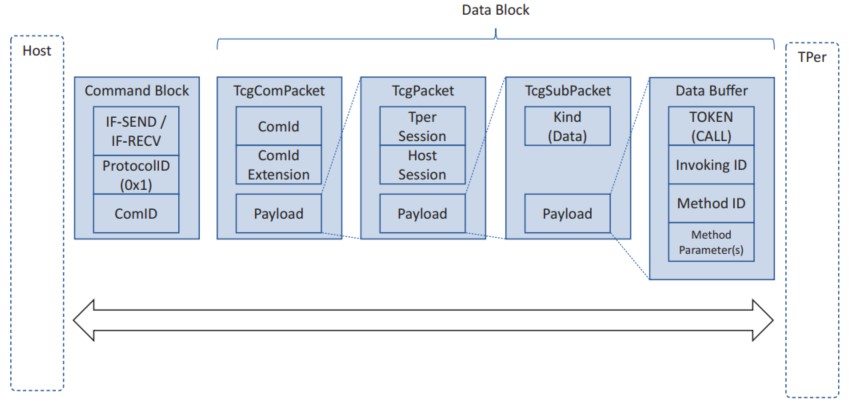 Data Block
Host
TPer
Command Block
IF-SEND /
IF-RECV
ProtocolID
(0x1)
ComID
TcgComPacket
ComId
ComId
Extension
Payload
TcgPacket
Tper
Session
Host
Session
Payload
TcgSubPacket
Kind
(Data)
Payload
Data Buffer
TOKEN
(CALL)
Invoking ID
Method ID
Method
Parameter(s)